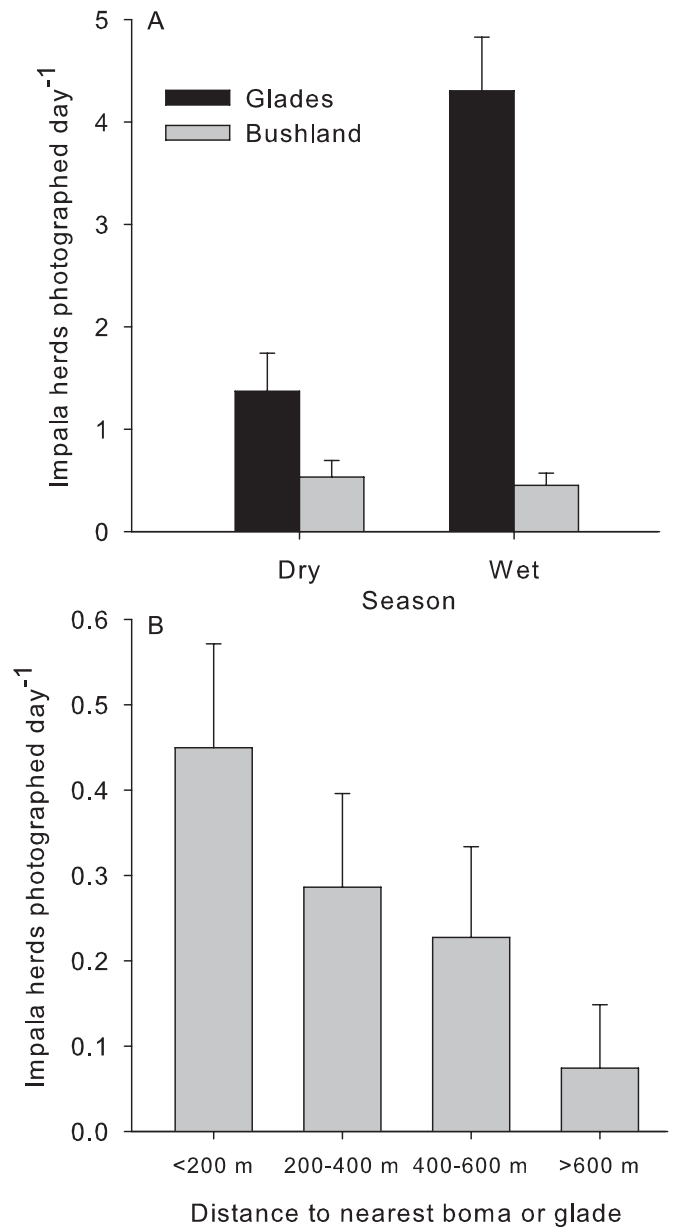 A
Impala herds photographed day-1
5
4
3
2
1
0
Glades
Bushland
Dry
Wet
Season
B
Impala herds photographed day-1
0.6
0.5
0.4
0.3
0.2
0.1
0.0
<200 m
200-400 m
400-600 m
>600 m
Distance to nearest boma or glade